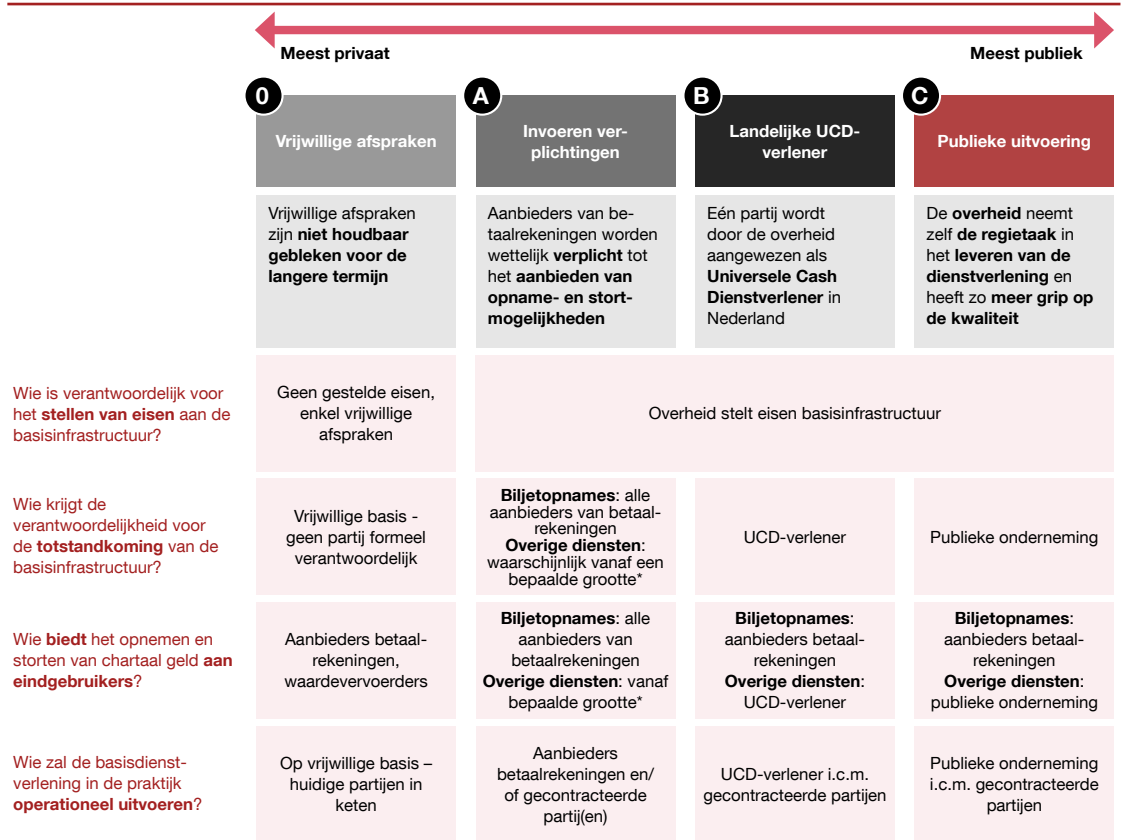 Meest privaat
Meest publiek
0
A
B
C
Vrijwillige afspraken
Invoeren ver-
plichtingen
Landelijke UCD-
verlener
Publieke uitvoering
Vrijwillige afspraken
zijn niet houdbaar
gebleken voor de
langere termijn
Aanbieders van be-
taalrekeningen worden
wettelijk verplicht tot
het aanbieden van
opname- en stort-
mogelijkheden
Eén partij wordt
door de overheid
aangewezen als
Universele Cash
Dienstverlener in
Nederland
De overheid neemt
zelf de regietaak in
het leveren van de
dienstverlening en
heeft zo meer grip op
de kwaliteit
Wie is verantwoordelijk voor
het stellen van eisen aan de
basisinfrastructuur?
Geen gestelde eisen,
enkel vrijwillige
afspraken
Overheid stelt eisen basisinfrastructuur
Wie krijgt de
verantwoordelijkheid voor
de totstandkoming van de
basisinfrastructuur?
Vrijwillige basis -
geen partij formeel
verantwoordelijk
Biljetopnames: alle
aanbieders van betaal-
rekeningen
Overige diensten:
waarschijnlijk vanaf een
bepaalde grootte*
UCD-verlener
Publieke onderneming
Wie biedt het opnemen en
storten van chartaal geld aan
eindgebruikers?
Aanbieders betaal-
rekeningen,
waardevervoerders
Biljetopnames: alle
aanbieders van
betaalrekeningen
Overige diensten: vanaf
bepaalde grootte*
Biljetopnames:
aanbieders betaal-
rekeningen
Overige diensten:
UCD-verlener
Biljetopnames:
aanbieders betaal-
rekeningen
Overige diensten:
publieke onderneming
Wie zal de basisdienst-
verlening in de praktijk
operationeel uitvoeren?
Op vrijwillige basis –
huidige partijen in
keten
Aanbieders
betaalrekeningen en/
of gecontracteerde
partij(en)
UCD-verlener i.c.m.
gecontracteerde partijen
Publieke onderneming
i.c.m. gecontracteerde
partijen